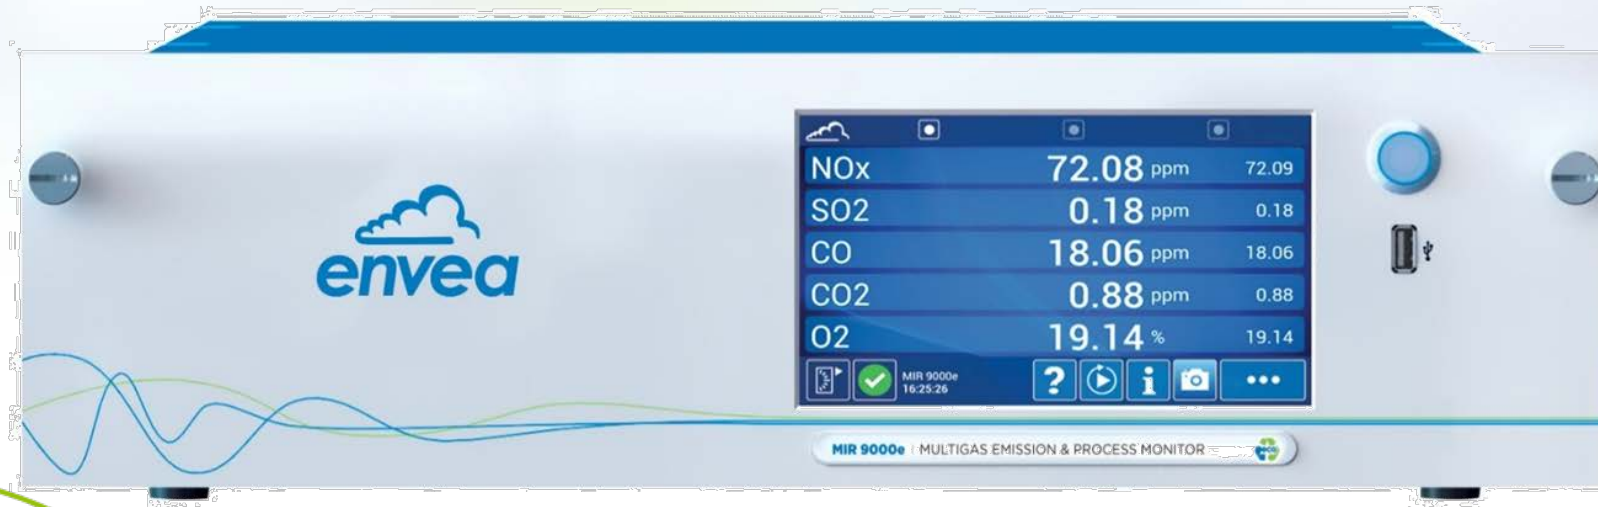 envea
NOx 72.08 ppm 72.09
SO2 0.18 ppm 0.18
CO 18.06 ppm 18.06
CO2 0.88 ppm 0.88
O2 19.14 % 19.14
MIR 9000e
16:25:26
? i •••
MIR 9000e | MULTIGAS EMISSION & PROCESS MONITOR